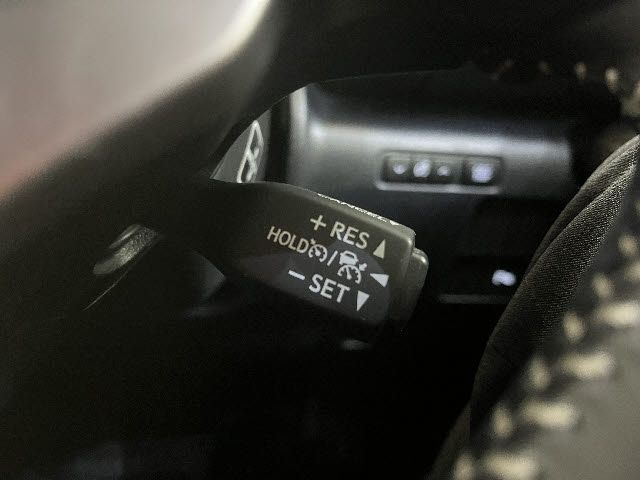 + RES ▲
HOLD / ◀
− SET ▼